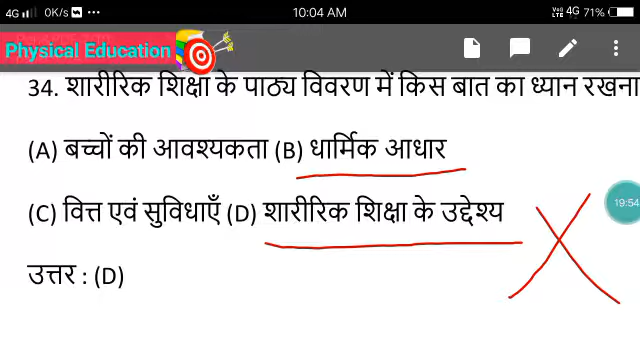 4G 0K/s 10:04 AM VoLTE 4G 71%
Physical Education
34. शारीरिक शिक्षा के पाठ्य विवरण में किस बात का ध्यान रखना
(A) बच्चों की आवश्यकता (B) धार्मिक आधार
(C) वित्त एवं सुविधाएँ (D) शारीरिक शिक्षा के उद्देश्य
19:54
उत्तर : (D)